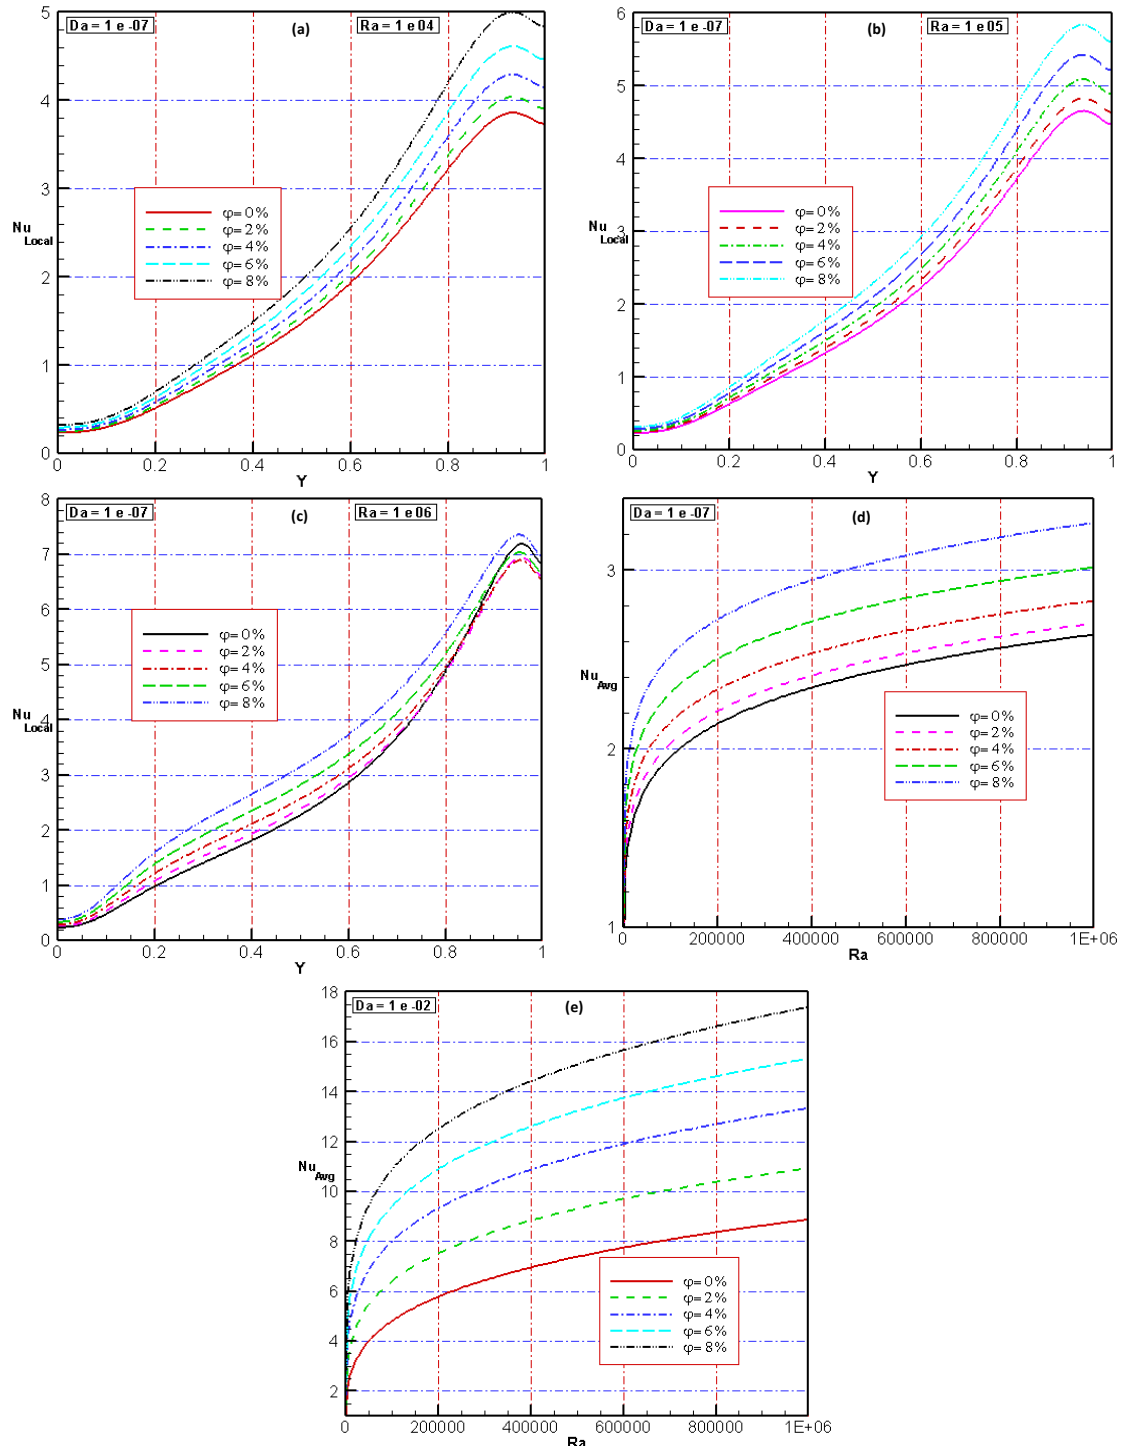 Da = 1 e -07
(a)
Ra = 1 e04
5
4
3
2
1
0
Nu
Local
φ= 0%
φ= 2%
φ= 4%
φ= 6%
φ= 8%
0.2
0.4
0.6
0.8
1
Y
Da = 1 e -07
(b)
Ra = 1 e05
6
5
4
3
2
1
0
Nu
Local
φ= 0%
φ= 2%
φ= 4%
φ= 6%
φ= 8%
0
0.2
0.4
0.6
0.8
1
Y
Da = 1 e -07
(c)
Ra = 1 e06
8
7
6
5
4
3
2
1
0
Nu
Local
φ= 0%
φ= 2%
φ= 4%
φ= 6%
φ= 8%
0
0.2
0.4
0.6
0.8
1
Y
Da = 1 e -07
(d)
3
2
1
Nu
Avg
φ= 0%
φ= 2%
φ= 4%
φ= 6%
φ= 8%
0
200000
400000
600000
800000
1E+06
Ra
Da = 1 e -02
(e)
18
16
14
12
10
8
6
4
2
Nu
Avg
φ= 0%
φ= 2%
φ= 4%
φ= 6%
φ= 8%
0
200000
400000
600000
800000
1E+06
Ra